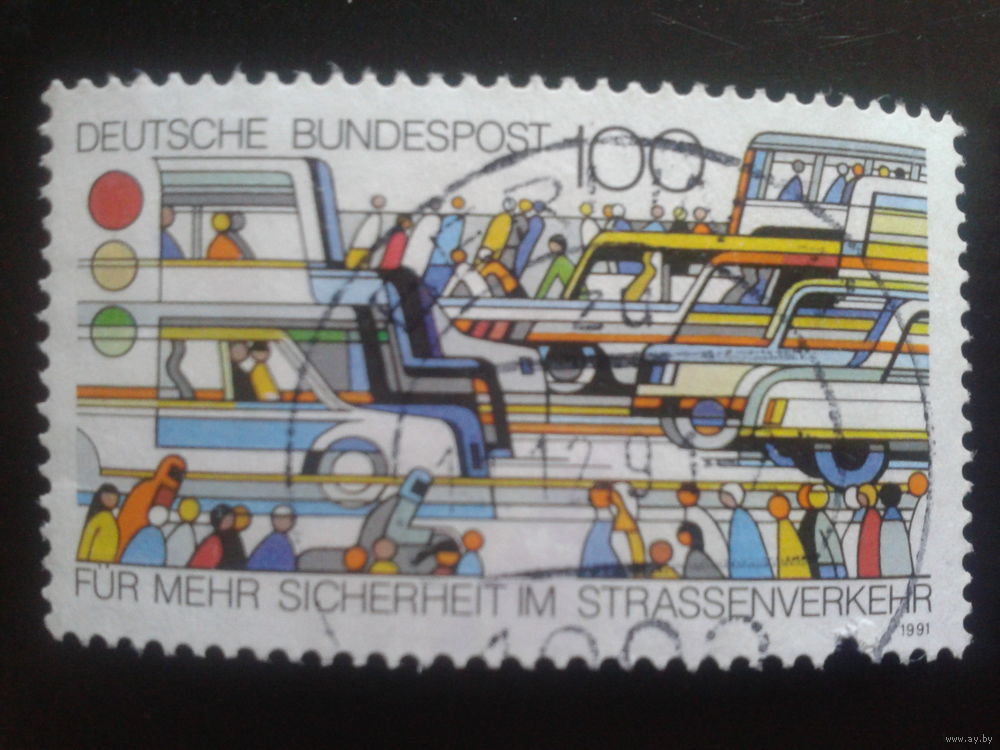 DEUTSCHE BUNDESPOST 100
FÜR MEHR SICHERHEIT IM STRASSENVERKEHR
1991
www.ay.by